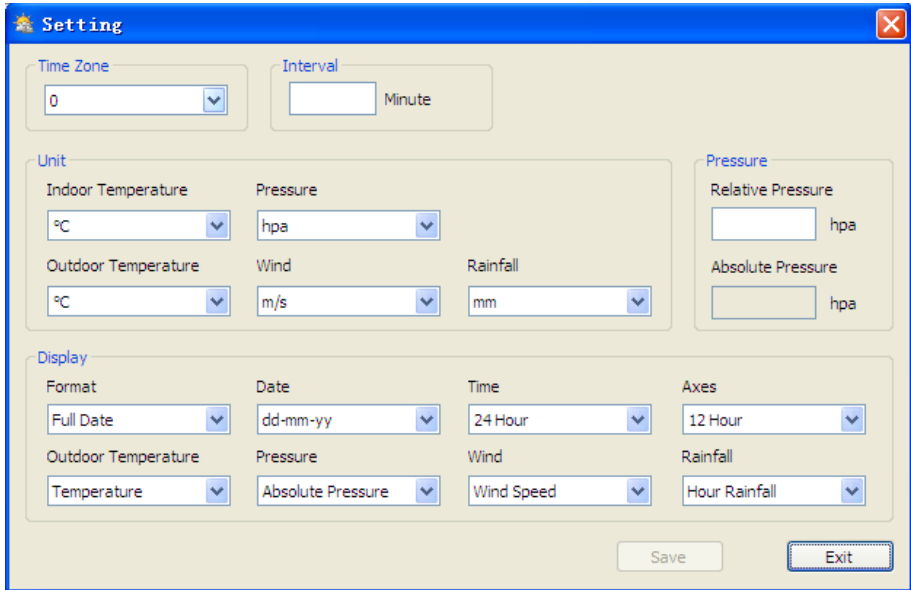 Setting
Time Zone Interval
0 Minute
Unit Pressure
Indoor Temperature Pressure Relative Pressure
ºC hpa hpa
Outdoor Temperature Wind Rainfall Absolute Pressure
ºC m/s mm hpa
Display
Format Date Time Axes
Full Date dd-mm-yy 24 Hour 12 Hour
Outdoor Temperature Pressure Wind Rainfall
Temperature Absolute Pressure Wind Speed Hour Rainfall
Save Exit